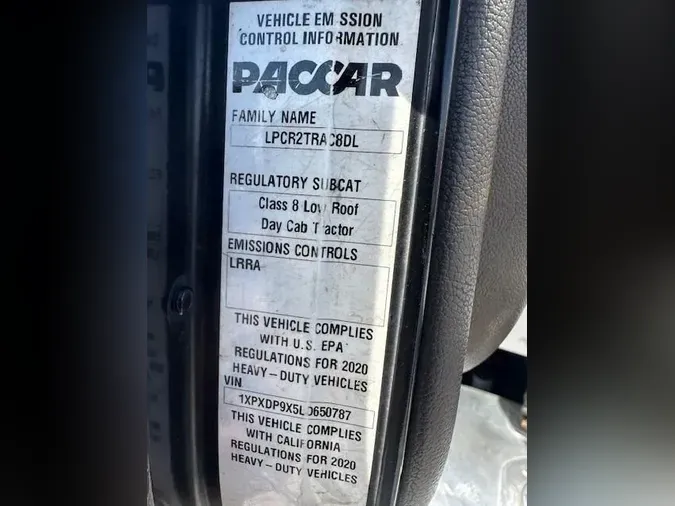 VEHICLE EMISSION
CONTROL INFORMATION
PACCAR
FAMILY NAME
LPCR2TRAC8DL
REGULATORY SUBCAT
Class 8 Low Roof
Day Cab Tractor
EMISSIONS CONTROLS
LRRA
THIS VEHICLE COMPLIES
WITH U.S. EPA
REGULATIONS FOR 2020
HEAVY-DUTY VEHICLES
VIN
1XPXDP9X5LD650787
THIS VEHICLE COMPLIES
WITH CALIFORNIA
REGULATIONS FOR 2020
HEAVY-DUTY VEHICLES